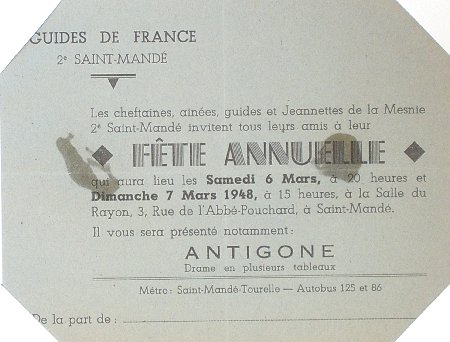 GUIDES DE FRANCE
2e SAINT-MANDÉ
Les cheftaines, aînées, guides et Jeannettes de la Mesnie
2e Saint-Mandé invitent tous leurs amis à leur
FÊTE ANNUELLE
qui aura lieu les Samedi 6 Mars, à 20 heures et
Dimanche 7 Mars 1948, à 15 heures, à la Salle du
Rayon, 3, Rue de l'Abbé-Pouchard, à Saint-Mandé.
Il vous sera présenté notamment:
ANTIGONE
Drame en plusieurs tableaux
Métro: Saint-Mandé-Tourelle — Autobus 125 et 86
De la part de :